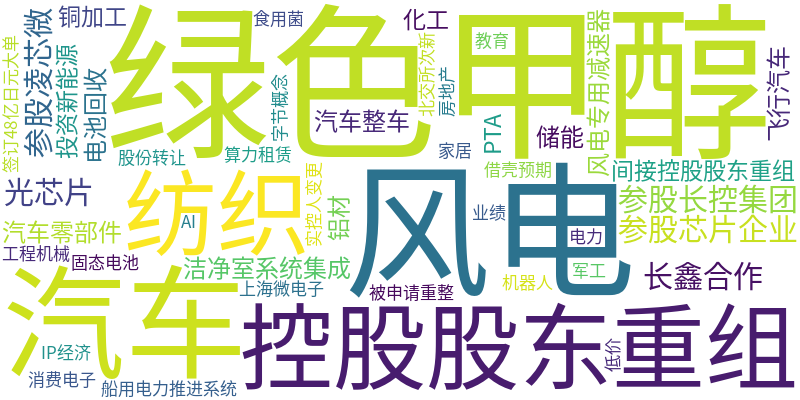 绿色甲醇
风电
汽车
控股股东重组
纺织
铜加工
食用菌
化工
教育
北交所次新
房地产
风电专用减速器
飞行汽车
签订48亿日元大单
参股凌芯微
投资新能源
电池回收
字节概念
汽车整车
PTA
储能
股份转让
算力租赁
家居
借壳预期
间接控股股东重组
光芯片
AI
实控人变更
铝材
业绩
参股长控集团
汽车零部件
电力
参股芯片企业
工程机械
固态电池
洁净室系统集成
上海微电子
被申请重整
机器人
军工
长鑫合作
IP经济
低价
消费电子
船用电力推进系统